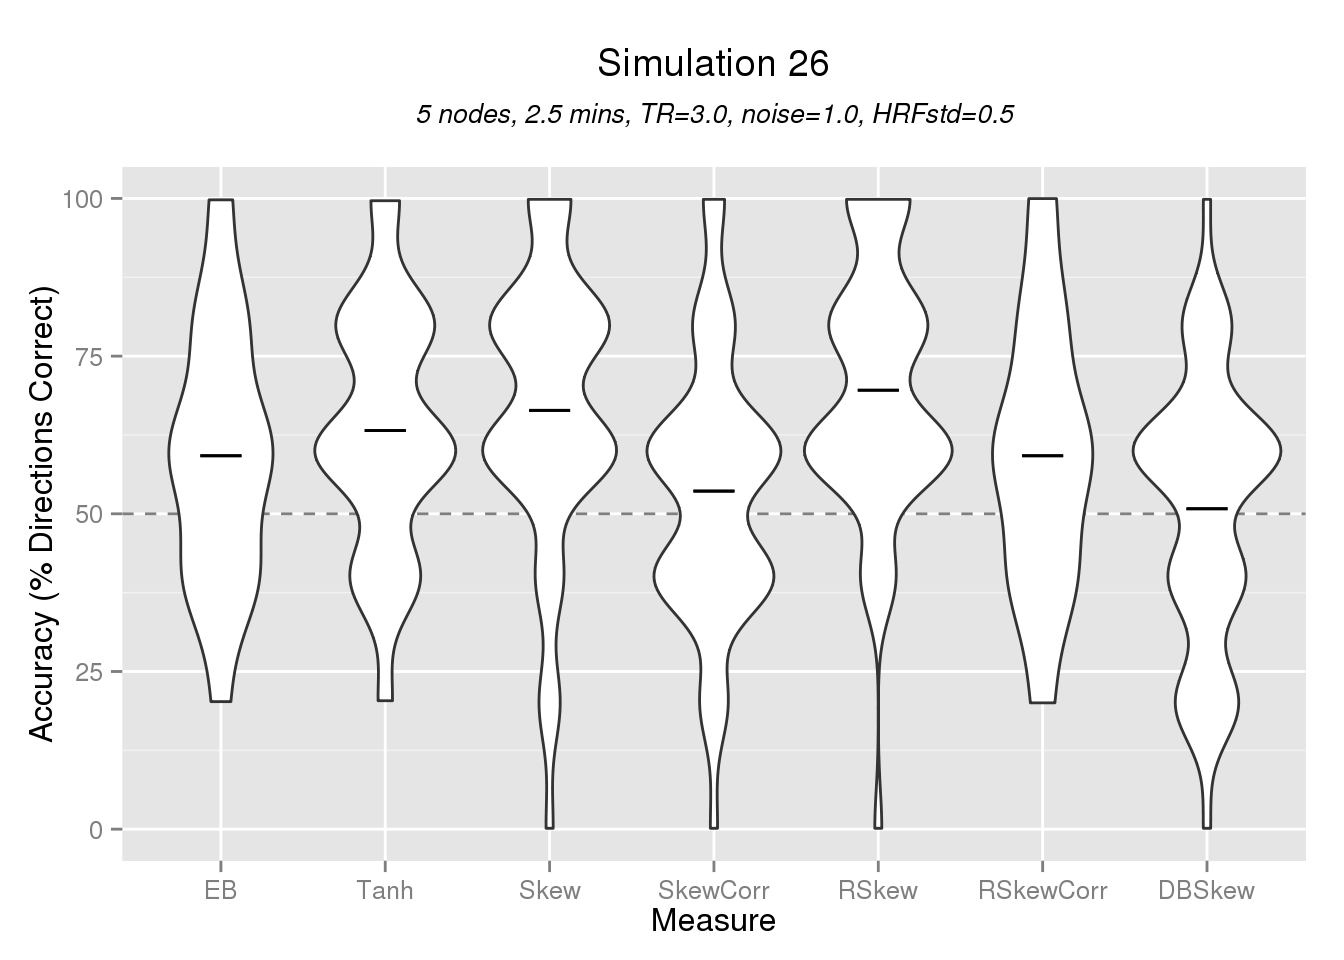 Simulation 26
5 nodes, 2.5 mins, TR=3.0, noise=1.0, HRFstd=0.5
Accuracy (% Directions Correct)
100
75
50
25
0
EB Tanh Skew SkewCorr RSkew RSkewCorr DBSkew
Measure